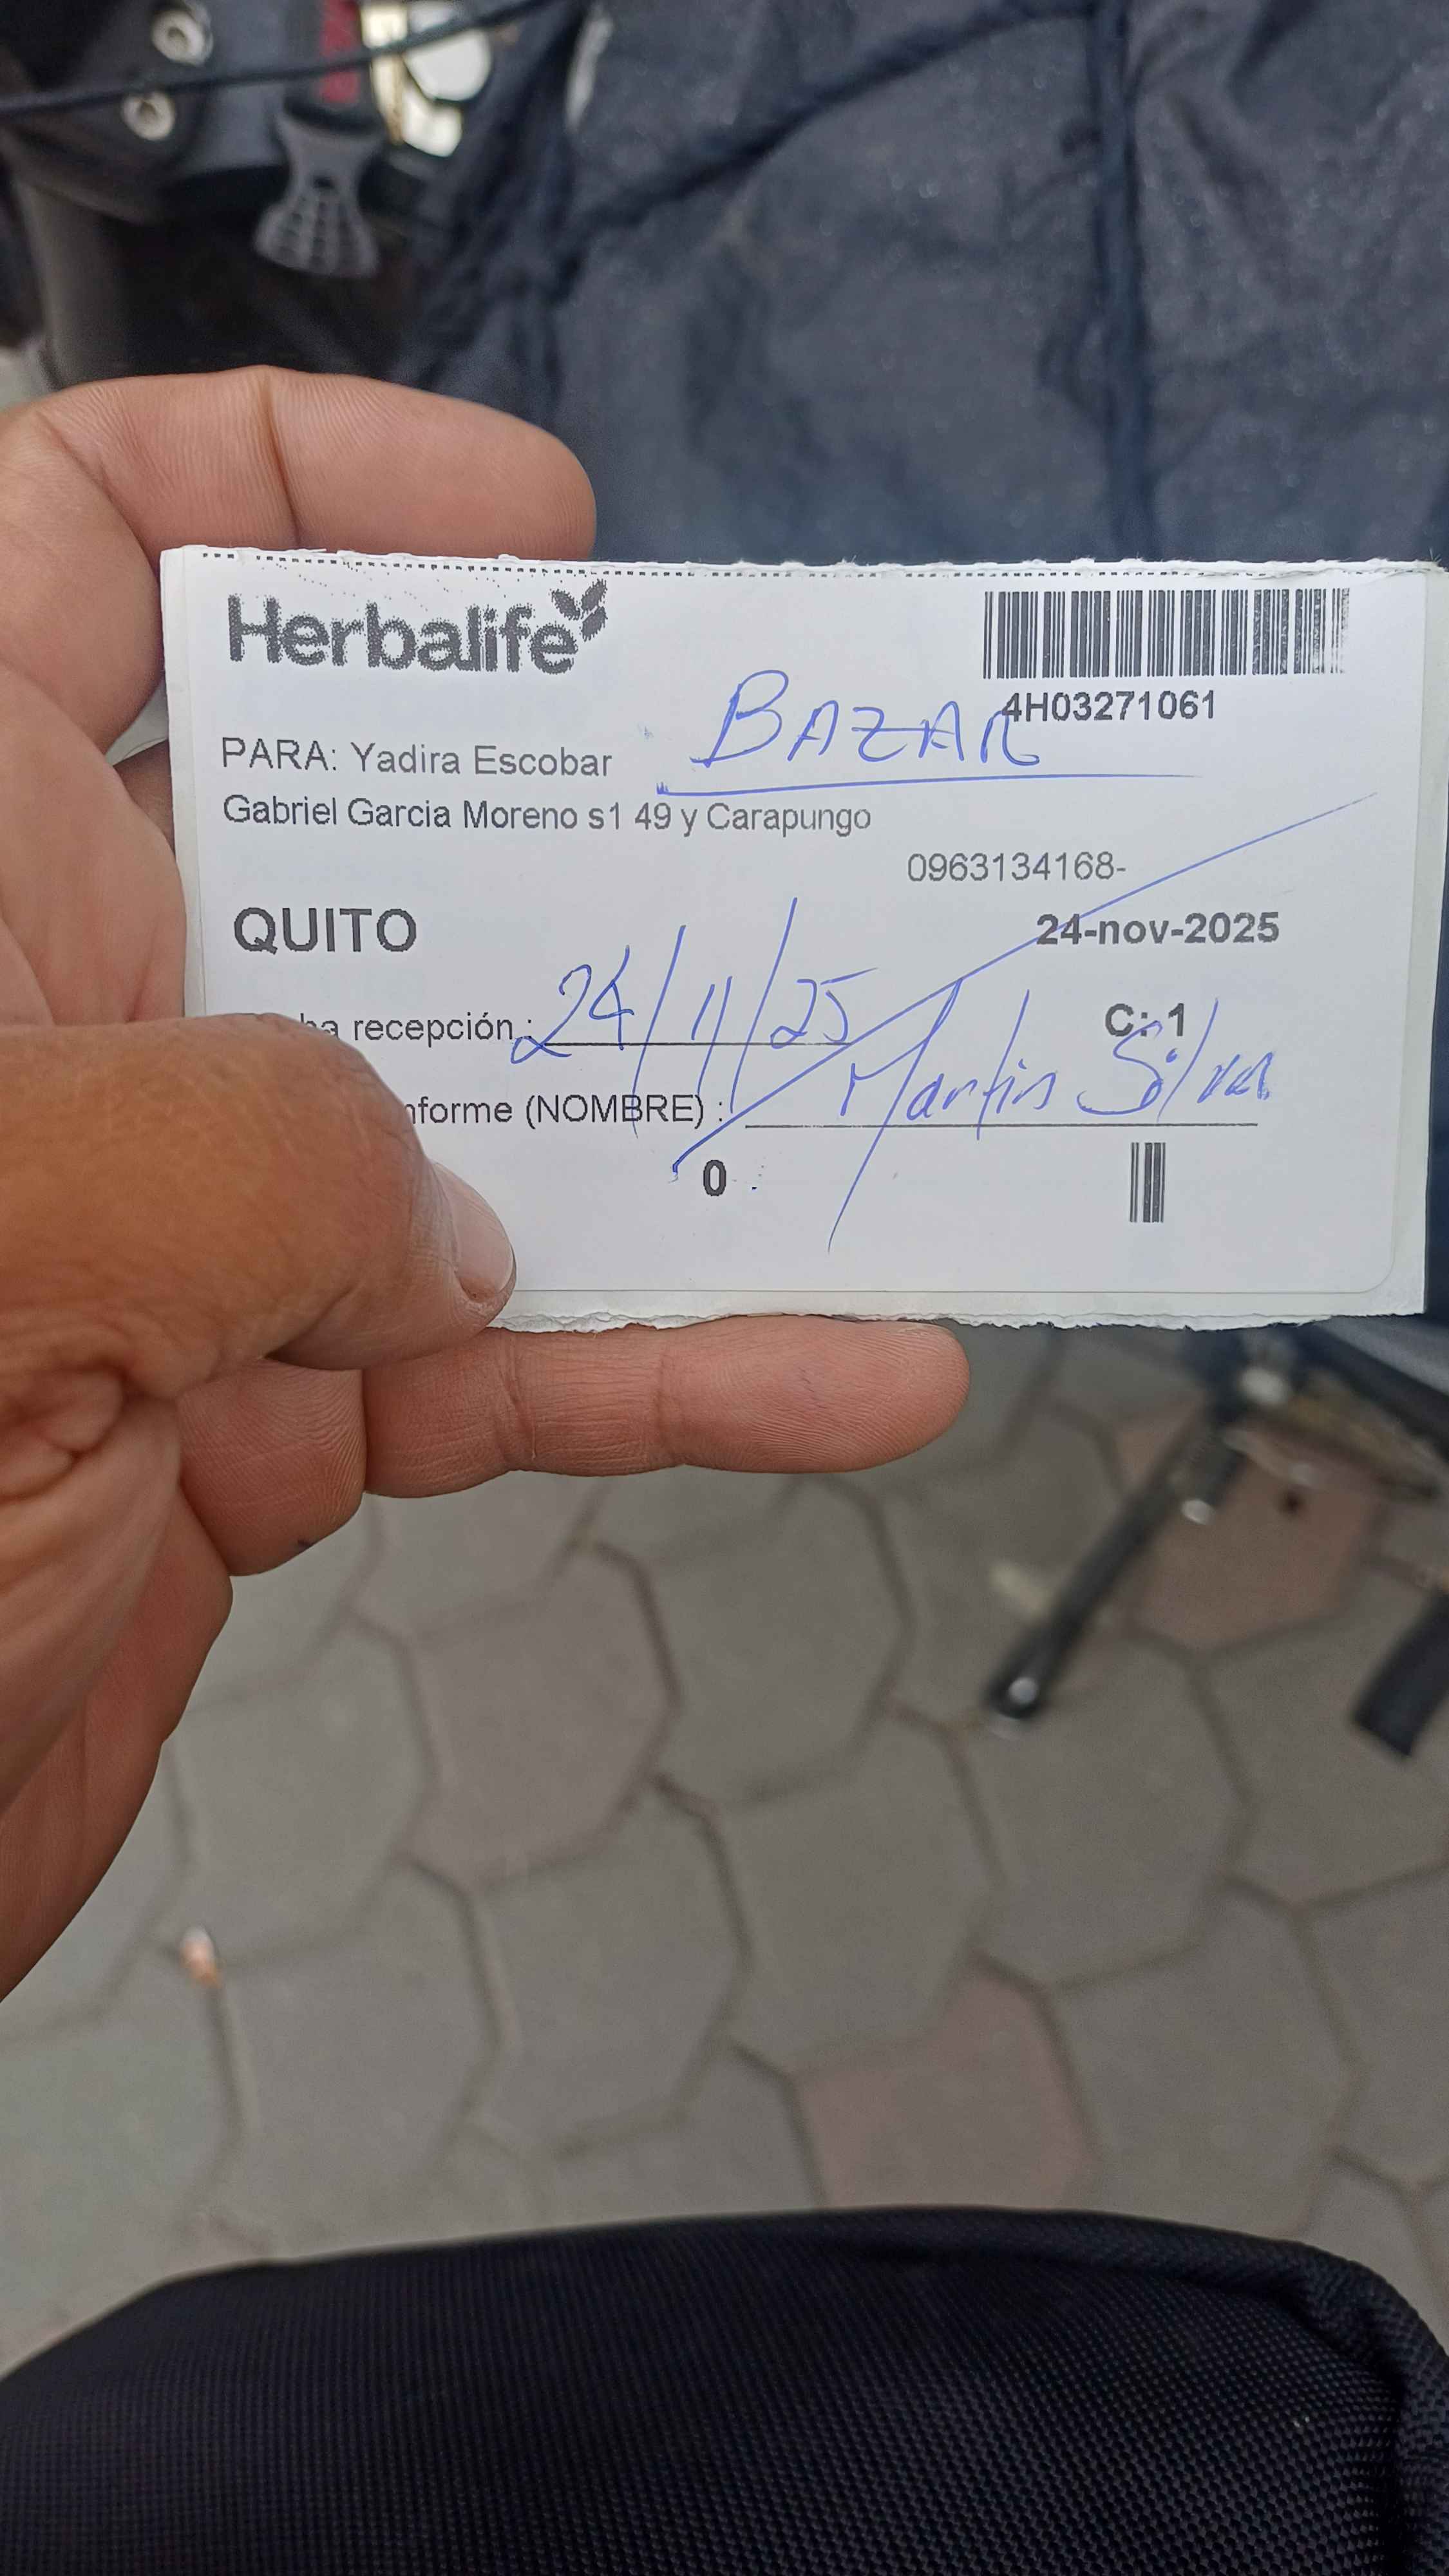 Herbalife
4H03271061
BAZAR
PARA: Yadira Escobar
Gabriel Garcia Moreno s1 49 y Carapungo
0963134168-
QUITO
24-nov-2025
ha recepción : 24/11/25
C: 1
nforme (NOMBRE) : Martin Silva
0